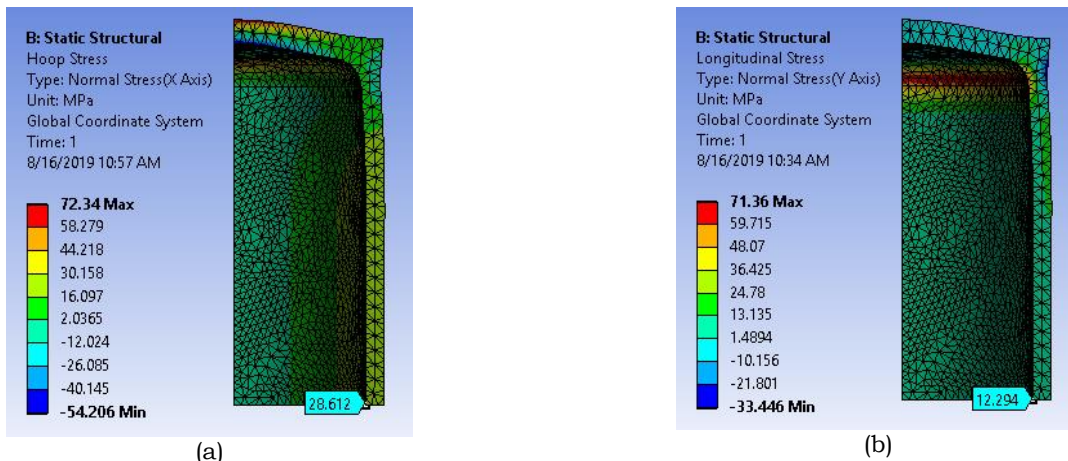 B: Static Structural
Hoop Stress
Type: Normal Stress(X Axis)
Unit: MPa
Global Coordinate System
Time: 1
8/16/2019 10:57 AM
72.34 Max
58.279
44.218
30.158
16.097
2.0365
-12.024
-26.085
-40.145
-54.206 Min
28.612
(a)
B: Static Structural
Longitudinal Stress
Type: Normal Stress(Y Axis)
Unit: MPa
Global Coordinate System
Time: 1
8/16/2019 10:34 AM
71.36 Max
59.715
48.07
36.425
24.78
13.135
1.4894
-10.156
-21.801
-33.446 Min
12.294
(b)